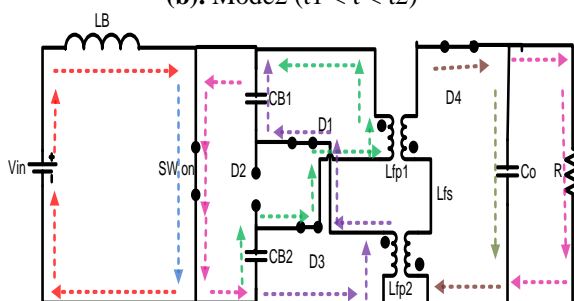 (b). Mode2 (t1 < t < t2)
LB
CB1
D1
D4
D2
Vin
SW on
Lfp1
Lfs
Co
R
CB2
D3
Lfp2